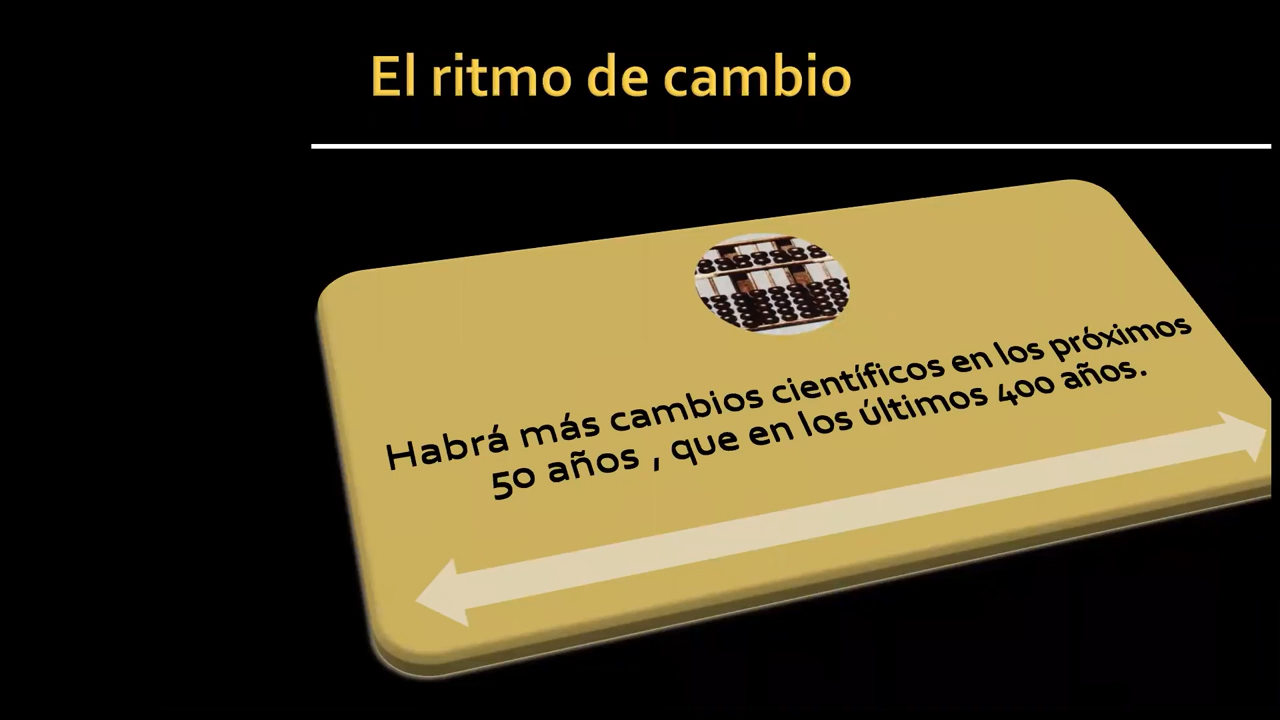 El ritmo de cambio
Habrá más cambios científicos en los próximos
50 años , que en los últimos 400 años.